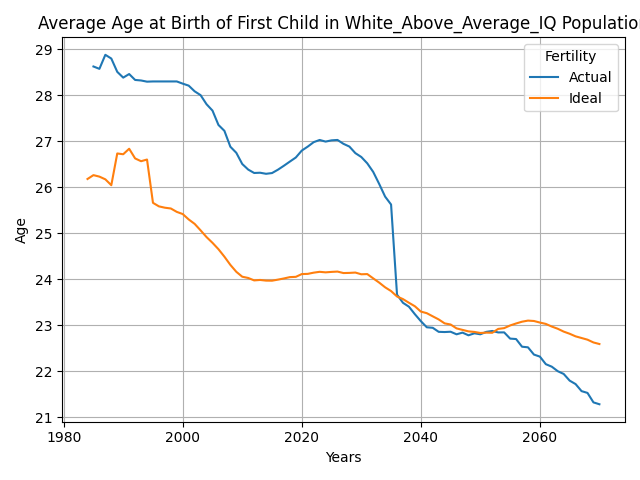 Average Age at Birth of First Child in White_Above_Average_IQ Population
Fertility
Actual
Ideal
29
28
27
26
25
24
23
22
21
Age
1980 2000 2020 2040 2060
Years